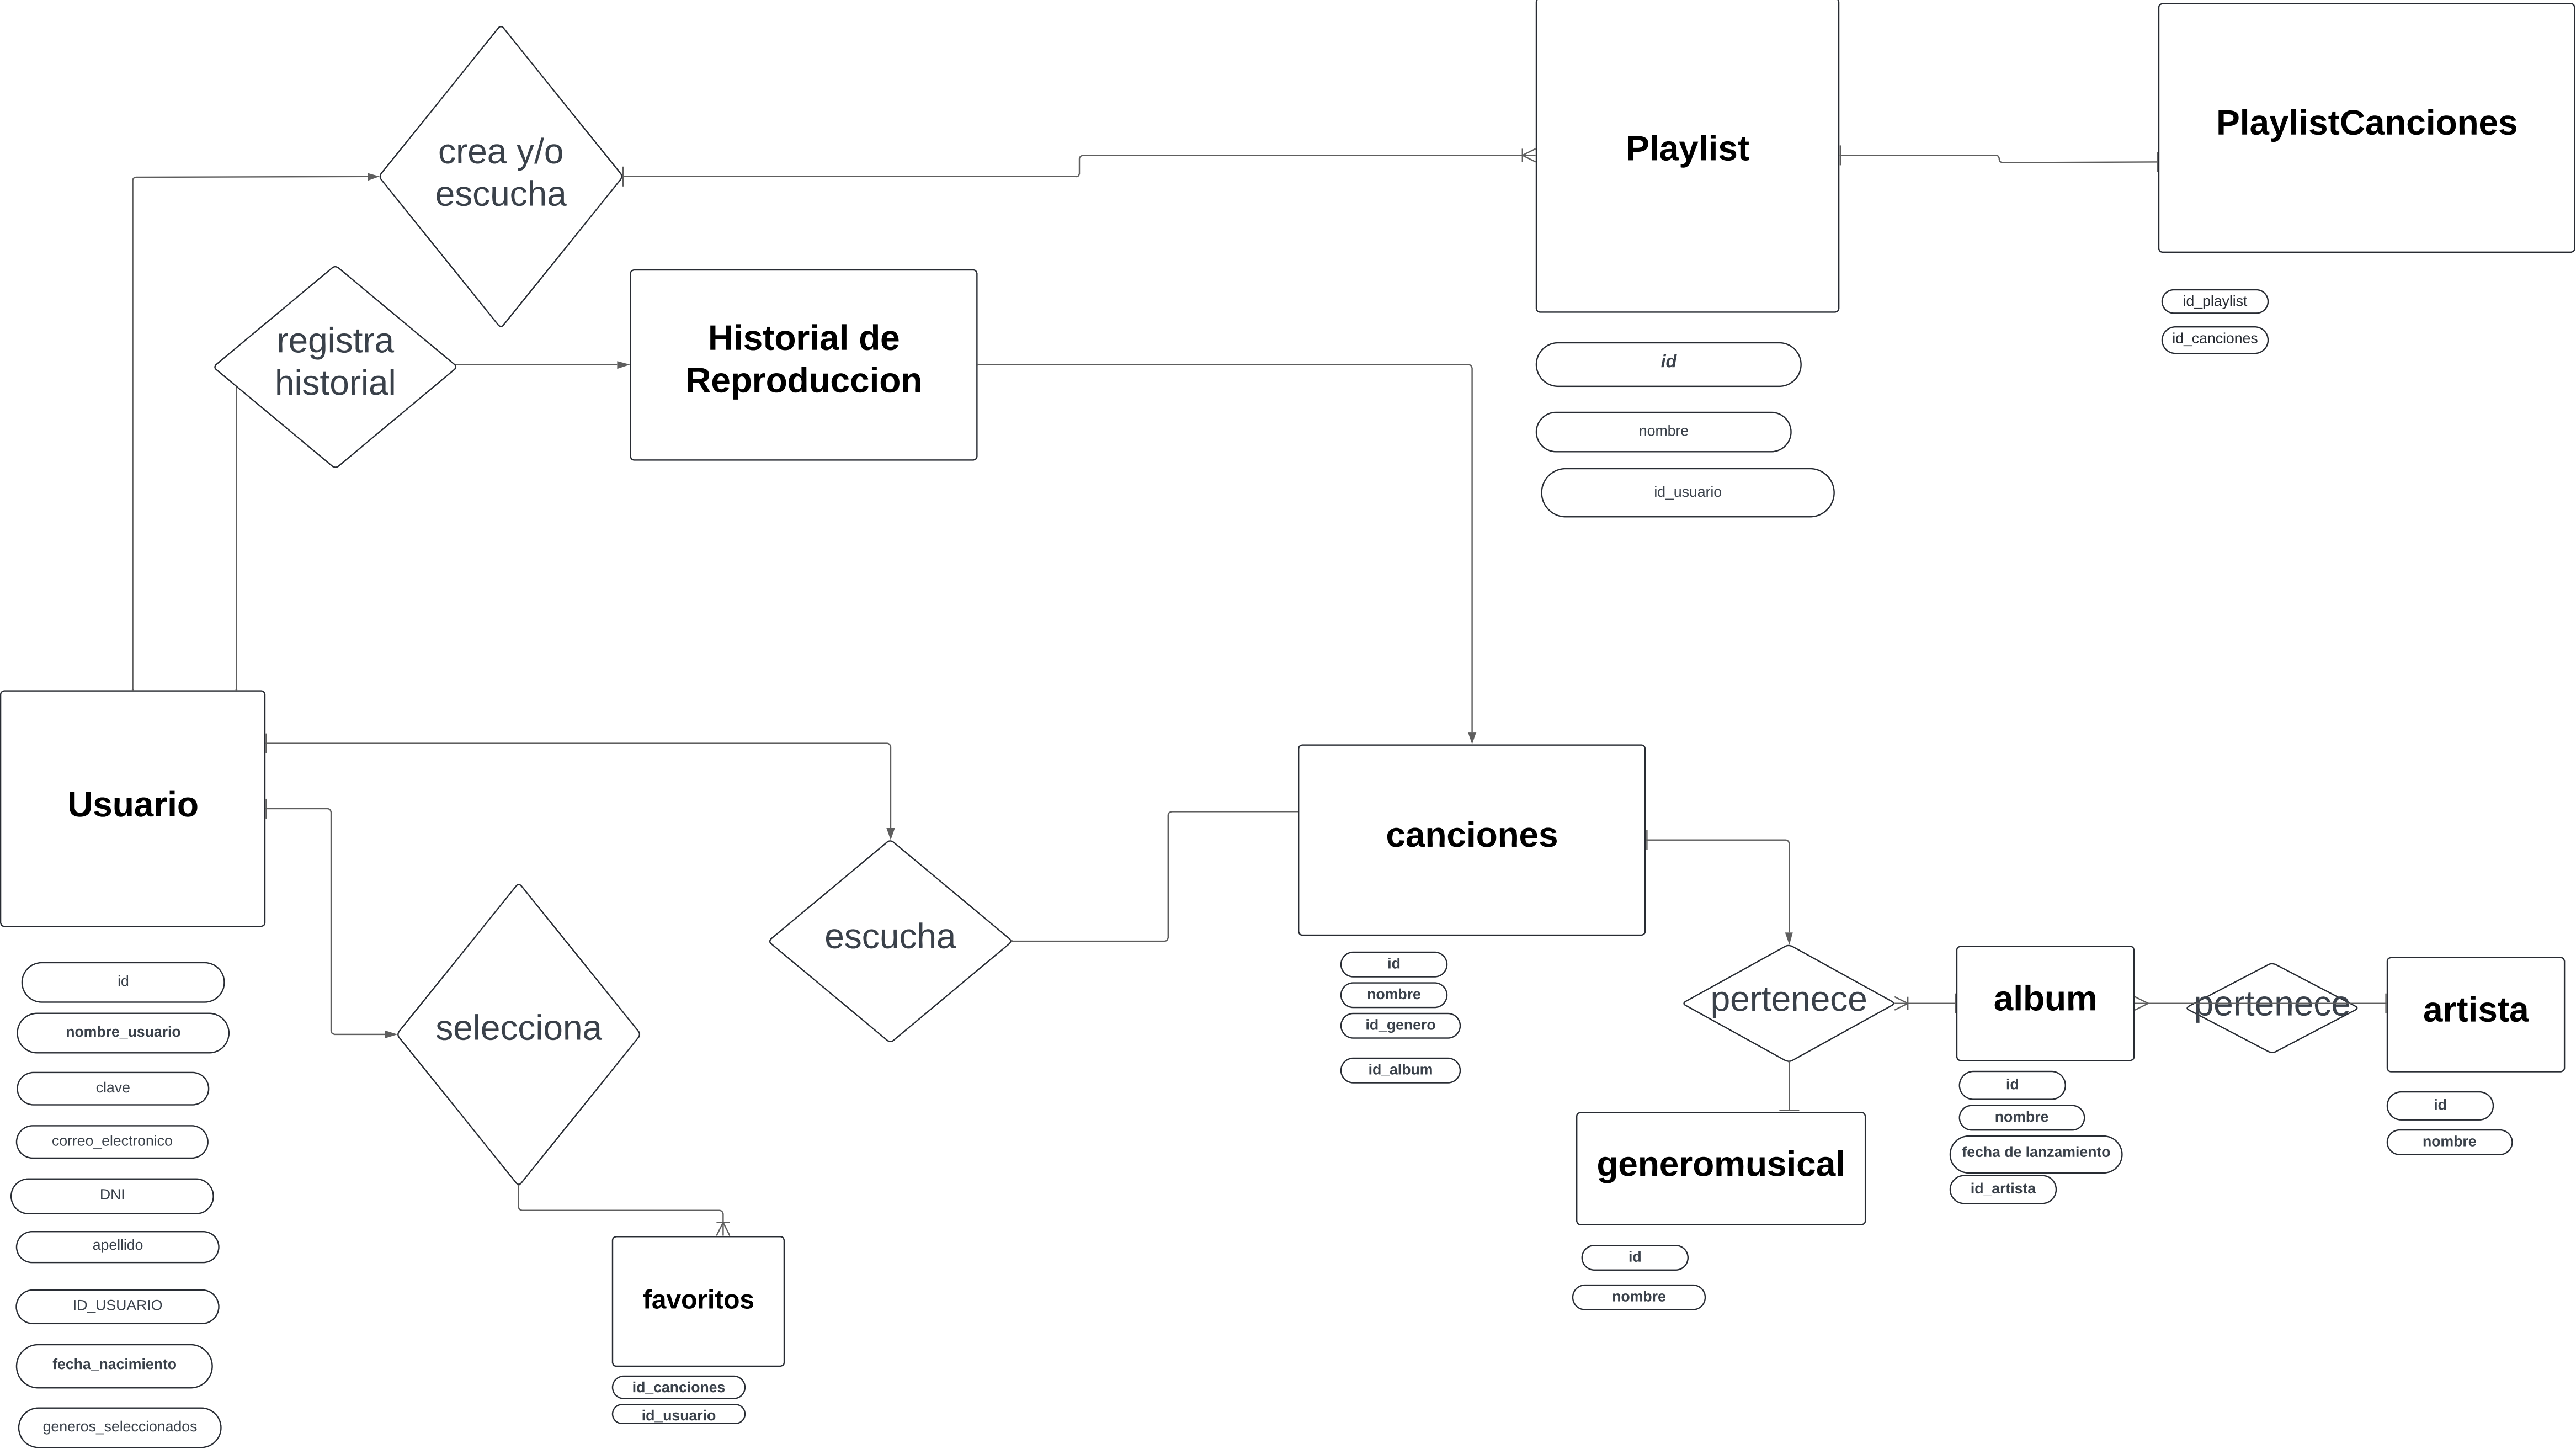 crea y/o
escucha
Playlist
PlaylistCanciones
id_playlist
id_canciones
registra
historial
Historial de
Reproduccion
id
nombre
id_usuario
Usuario
canciones
escucha
selecciona
id
nombre_usuario
clave
correo_electronico
DNI
apellido
ID_USUARIO
fecha_nacimiento
generos_seleccionados
favoritos
id_canciones
id_usuario
id
nombre
id_genero
id_album
pertenece
album
pertenece
artista
id
nombre
fecha de lanzamiento
id_artista
id
nombre
generomusical
id
nombre